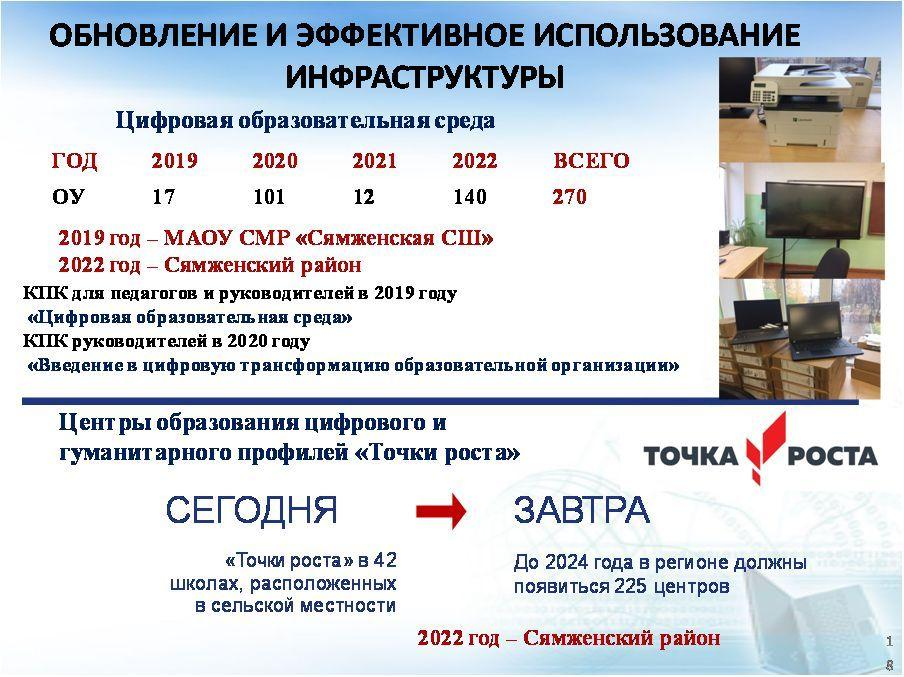 ОБНОВЛЕНИЕ И ЭФФЕКТИВНОЕ ИСПОЛЬЗОВАНИЕ
ИНФРАСТРУКТУРЫ
Цифровая образовательная среда
ГОД 2019 2020 2021 2022 ВСЕГО
ОУ 17 101 12 140 270
2019 год – МАОУ СМР «Сямженская СШ»
2022 год – Сямженский район
КПК для педагогов и руководителей в 2019 году
«Цифровая образовательная среда»
КПК руководителей в 2020 году
«Введение в цифровую трансформацию образовательной организации»
Центры образования цифрового и
гуманитарного профилей «Точки роста»
ТОЧКА РОСТА
СЕГОДНЯ ЗАВТРА
«Точки роста» в 42
школах, расположенных
в сельской местности
До 2024 года в регионе должны
появиться 225 центров
2022 год – Сямженский район
1
8